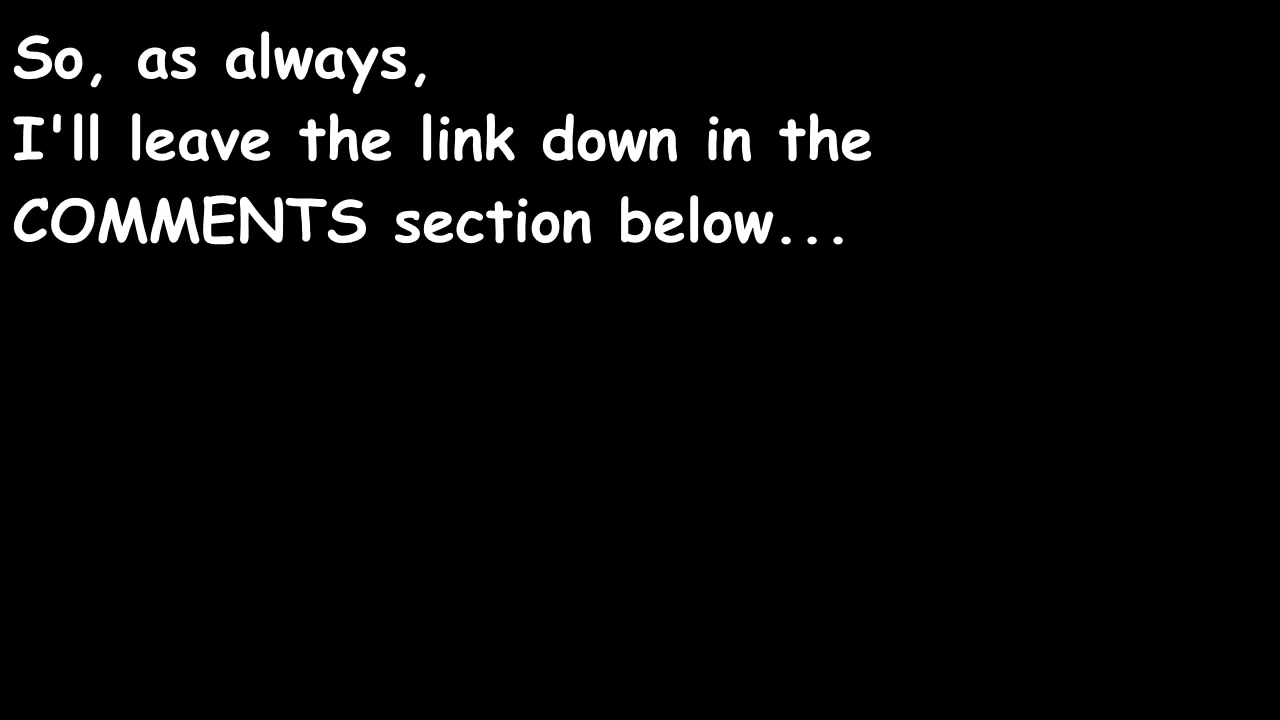 So, as always,
I'll leave the link down in the
COMMENTS section below...